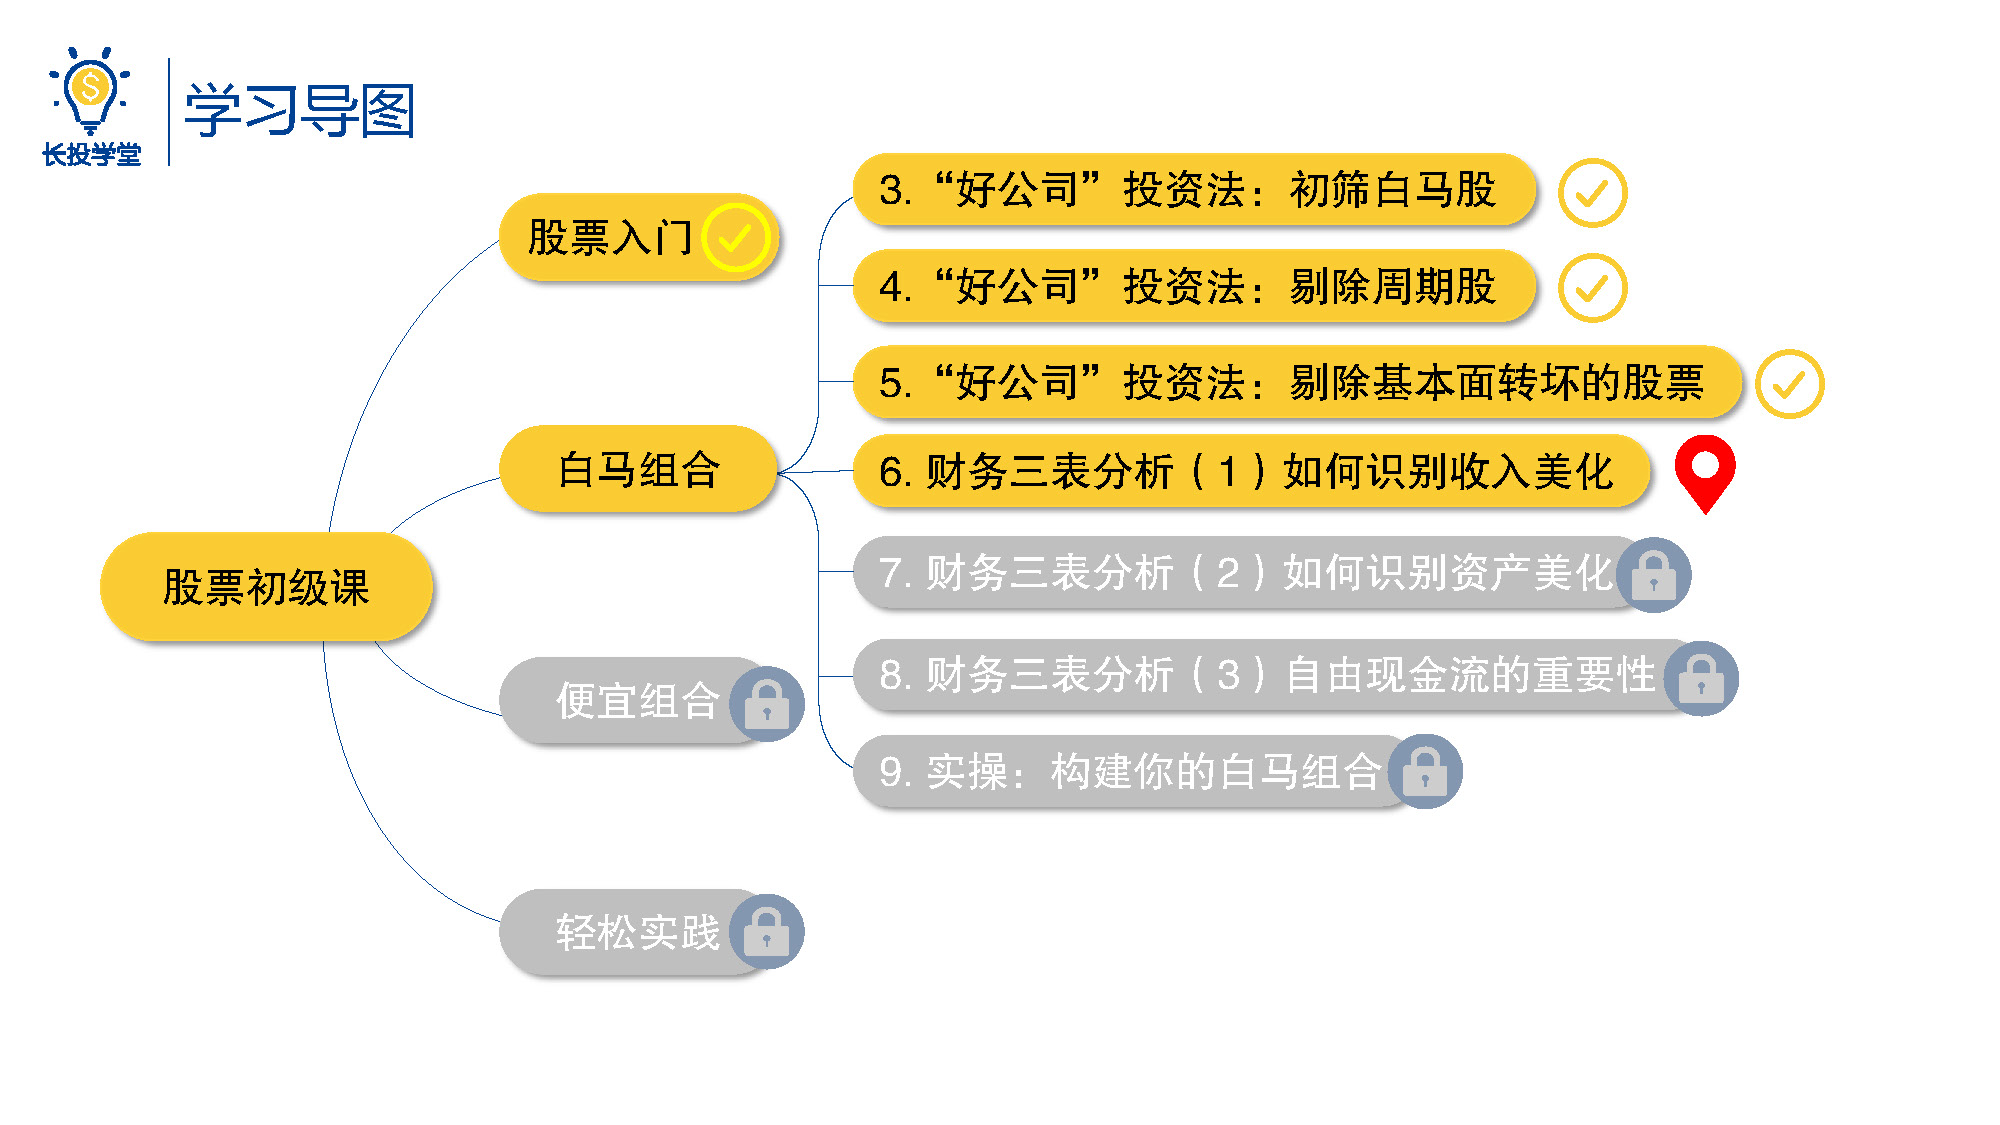 $
长投学堂
学习导图
股票初级课
股票入门
白马组合
便宜组合
轻松实践
3. “好公司”投资法：初筛白马股
4. “好公司”投资法：剔除周期股
5. “好公司”投资法：剔除基本面转坏的股票
6. 财务三表分析（1）如何识别收入美化
7. 财务三表分析（2）如何识别资产美化
8. 财务三表分析（3）自由现金流的重要性
9. 实操：构建你的白马组合